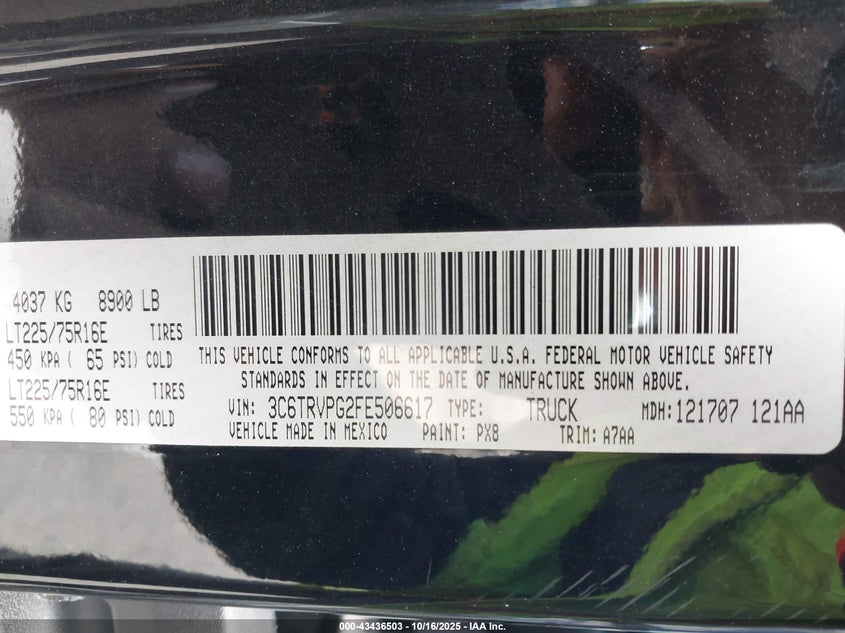 4037 KG 8900 LB
LT225/75R16E TIRES
450 KPA ( 65 PSI) COLD
LT225/75R16E TIRES
550 KPA ( 80 PSI) COLD
THIS VEHICLE CONFORMS TO ALL APPLICABLE U.S.A. FEDERAL MOTOR VEHICLE SAFETY
STANDARDS IN EFFECT ON THE DATE OF MANUFACTURE SHOWN ABOVE.
VIN: 3C6TRVPG2FE506617 TYPE: TRUCK MDH:121707 121AA
VEHICLE MADE IN MEXICO PAINT: PX8 TRIM: A7AA
000-43436503 - 10/16/2025 - IAA Inc.